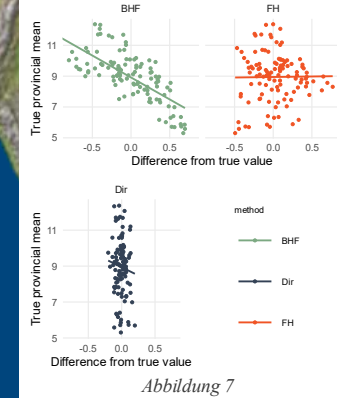 BHF
FH
True provincial mean
11
9
7
5
-0.5
0.0
0.5
-0.5
0.0
0.5
Difference from true value
Dir
True provincial mean
11
9
7
5
-0.5
0.0
0.5
Difference from true value
method
BHF
Dir
FH
Abbildung 7